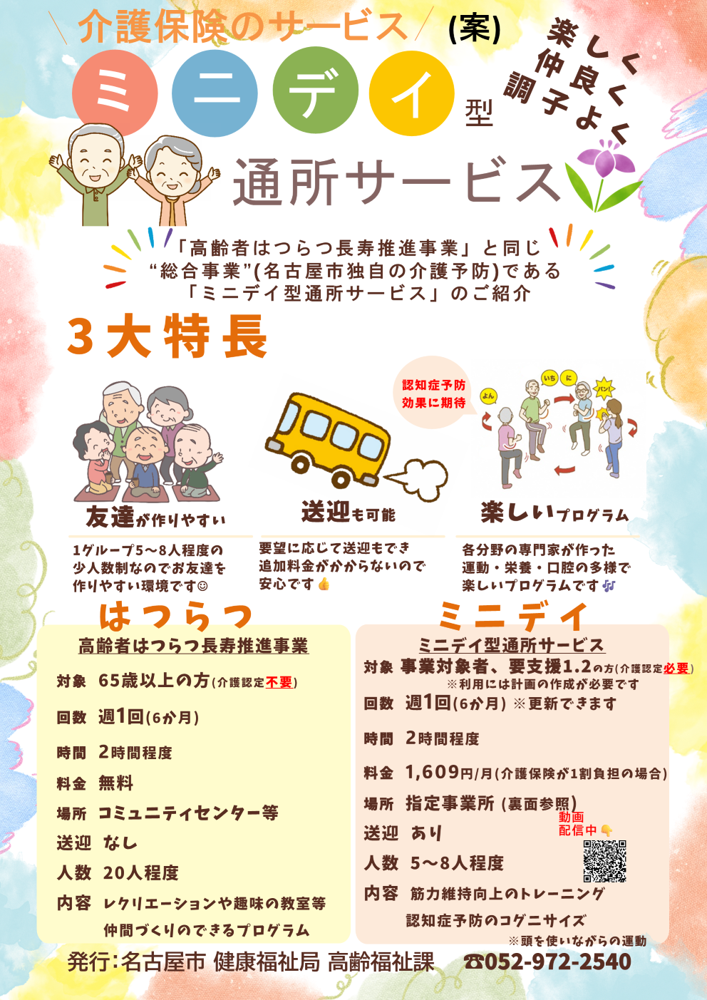 介護保険のサービス
(案)
楽しく
仲良く
調子よく
ミニデイ型
通所サービス
「高齢者はつらつ長寿推進事業」と同じ
“総合事業”(名古屋市独自の介護予防)である
「ミニデイ型通所サービス」のご紹介
3大特長
認知症予防
効果に期待
いち
に
パン!
よん
友達が作りやすい
送迎も可能
楽しいプログラム
1グループ5〜8人程度の
少人数制なのでお友達を
作りやすい環境です☺
要望に応じて送迎もでき
追加料金がかからないので
安心です👍
各分野の専門家が作った
運動・栄養・口腔の多様で
楽しいプログラムです🎶
はつらつ
高齢者はつらつ長寿推進事業
対象 65歳以上の方(介護認定不要)
回数 週1回(6か月)
時間 2時間程度
料金 無料
場所 コミュニティセンター等
送迎 なし
人数 20人程度
内容 レクリエーションや趣味の教室等
仲間づくりのできるプログラム
ミニデイ
ミニデイ型通所サービス
対象 事業対象者、要支援1.2の方(介護認定必要)
※利用には計画の作成が必要です
回数 週1回(6か月) ※更新できます
時間 2時間程度
料金 1,609円/月(介護保険が1割負担の場合)
場所 指定事業所 (裏面参照)
動画
配信中👇
送迎 あり
人数 5〜8人程度
内容 筋力維持向上のトレーニング
認知症予防のコグニサイズ
※頭を使いながらの運動
発行：名古屋市 健康福祉局 高齢福祉課 ☎052-972-2540